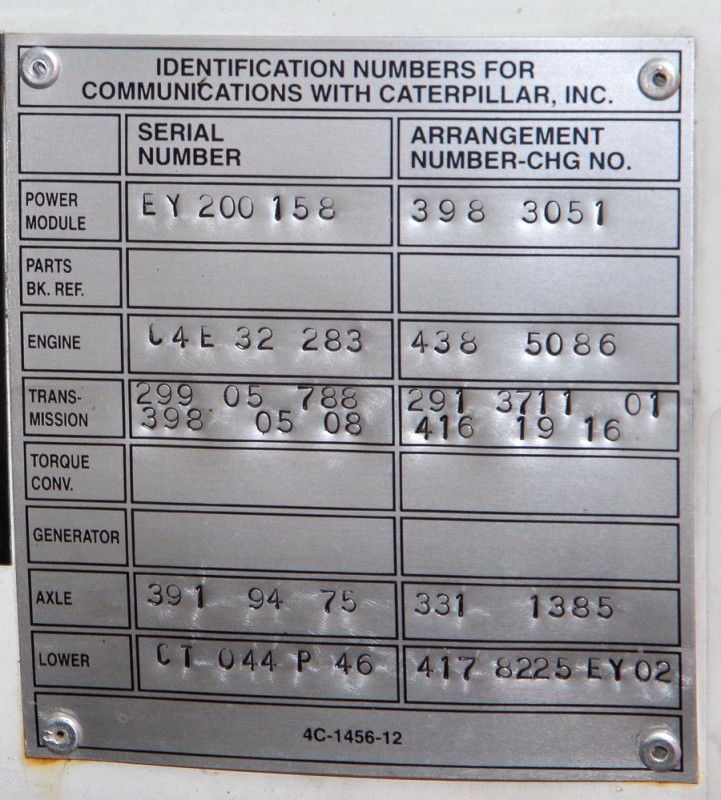 IDENTIFICATION NUMBERS FOR
COMMUNICATIONS WITH CATERPILLAR, INC.
SERIAL NUMBER
ARRANGEMENT NUMBER-CHG NO.
POWER MODULE
EY 200 158
398 3051
PARTS BK. REF.
ENGINE
C4E 32 283
438 5086
TRANS-
MISSION
299 05 788
398 05 08
291 3711 01
416 19 16
TORQUE CONV.
GENERATOR
AXLE
391 94 75
331 1385
LOWER
CT 044 P 46
417 8225 EY02
4C-1456-12